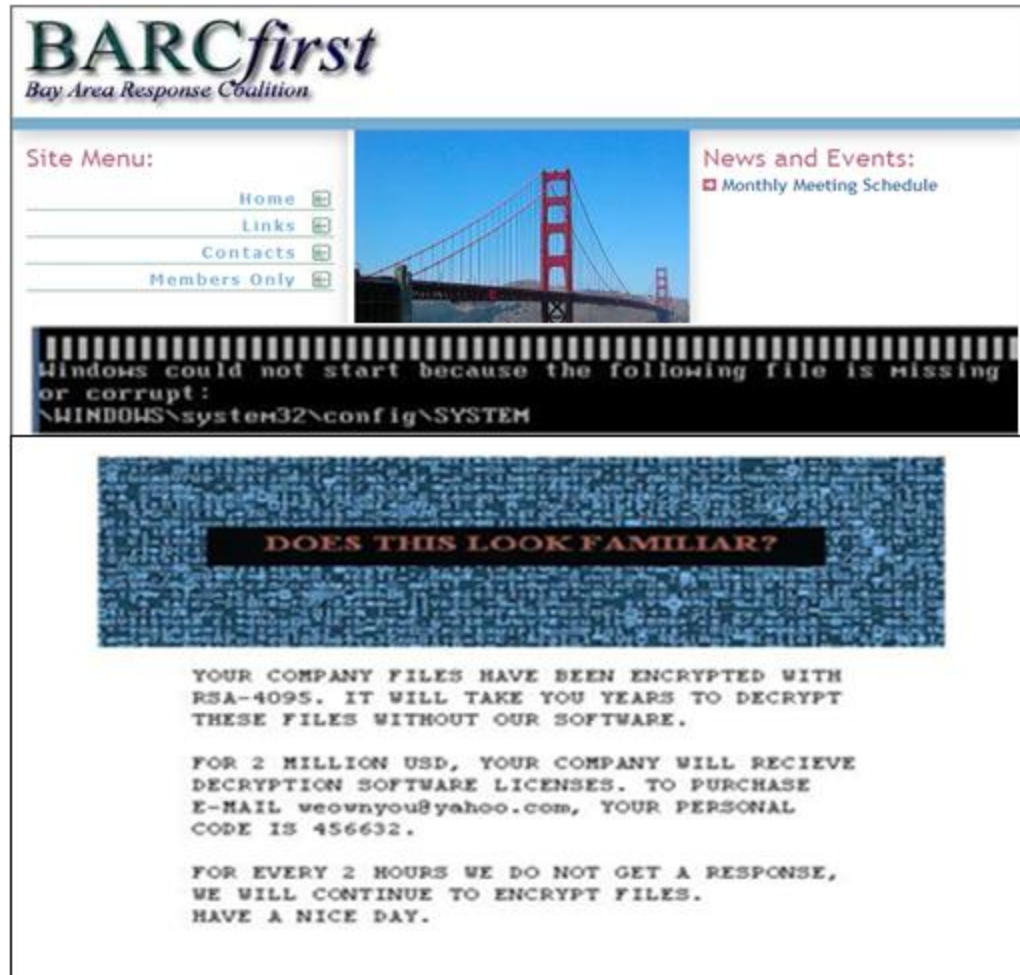 BARCfirst
Bay Area Response Coalition
Site Menu:
Home
Links
Contacts
Members Only
News and Events:
Monthly Meeting Schedule
Windows could not start because the following file is missing
or corrupt:
\WINDOWS\system32\config\SYSTEM
DOES THIS LOOK FAMILIAR?
YOUR COMPANY FILES HAVE BEEN ENCRYPTED WITH
RSA-4095. IT WILL TAKE YOU YEARS TO DECRYPT
THESE FILES WITHOUT OUR SOFTWARE.
FOR 2 MILLION USD, YOUR COMPANY WILL RECIEVE
DECRYPTION SOFTWARE LICENSES. TO PURCHASE
E-MAIL weownyou@yahoo.com, YOUR PERSONAL
CODE IS 456632.
FOR EVERY 2 HOURS WE DO NOT GET A RESPONSE,
WE WILL CONTINUE TO ENCRYPT FILES.
HAVE A NICE DAY.